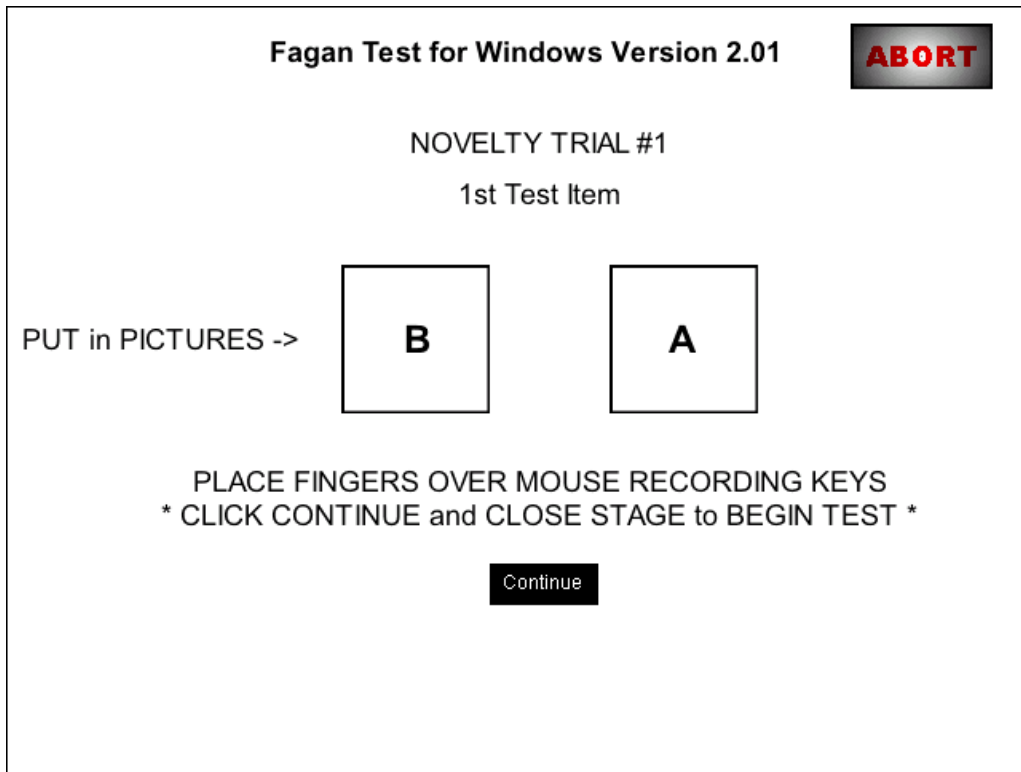 Fagan Test for Windows Version 2.01
ABORT
NOVELTY TRIAL #1
1st Test Item
PUT in PICTURES -> B A
PLACE FINGERS OVER MOUSE RECORDING KEYS
* CLICK CONTINUE and CLOSE STAGE to BEGIN TEST *
Continue